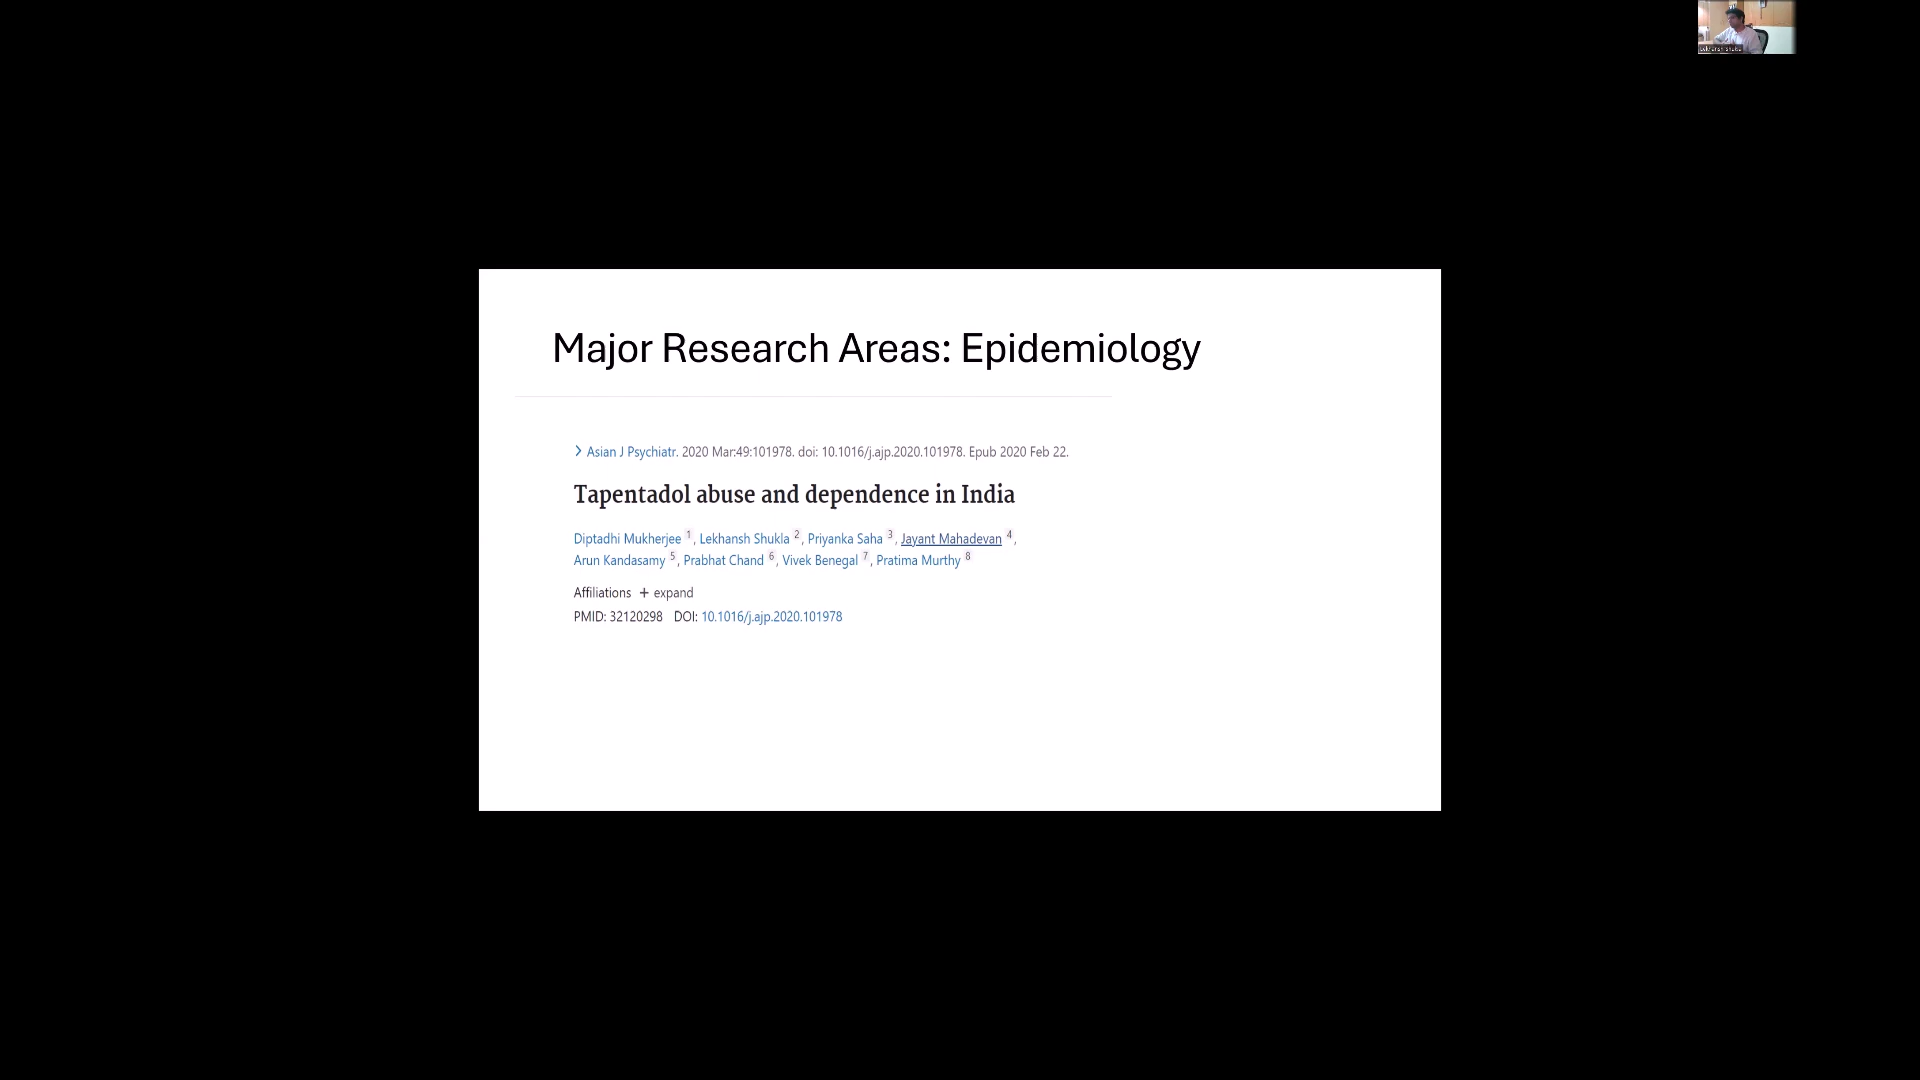 Major Research Areas: Epidemiology
Asian J Psychiatr. 2020 Mar:49:101978. doi: 10.1016/j.ajp.2020.101978. Epub 2020 Feb 22.
Tapentadol abuse and dependence in India
Diptadhi Mukherjee 1, Lekhansh Shukla 2, Priyanka Saha 3, Jayant Mahadevan 4,
Arun Kandasamy 5, Prabhat Chand 6, Vivek Benegal 7, Pratima Murthy 8
Affiliations + expand
PMID: 32120298 DOI: 10.1016/j.ajp.2020.101978